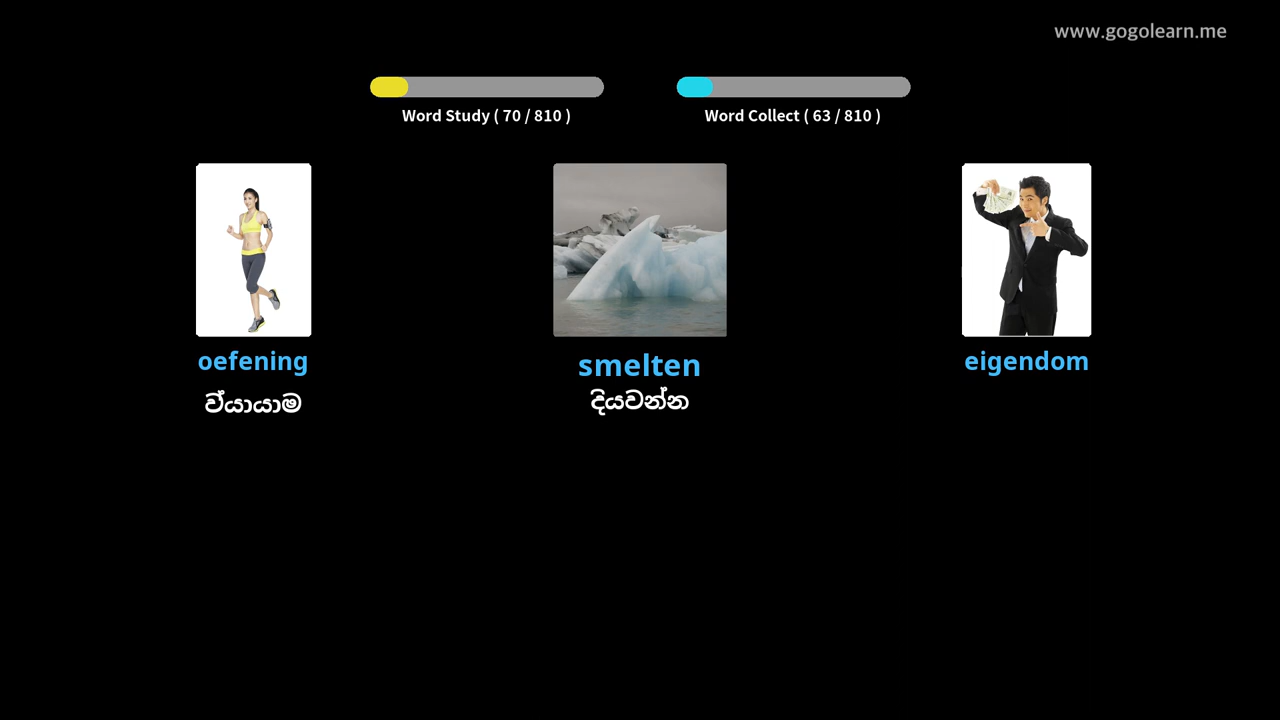 www.gogolearn.me
Word Study ( 70 / 810 )
Word Collect ( 63 / 810 )
oefening
ව්යායාම
smelten
දියවන්න
eigendom